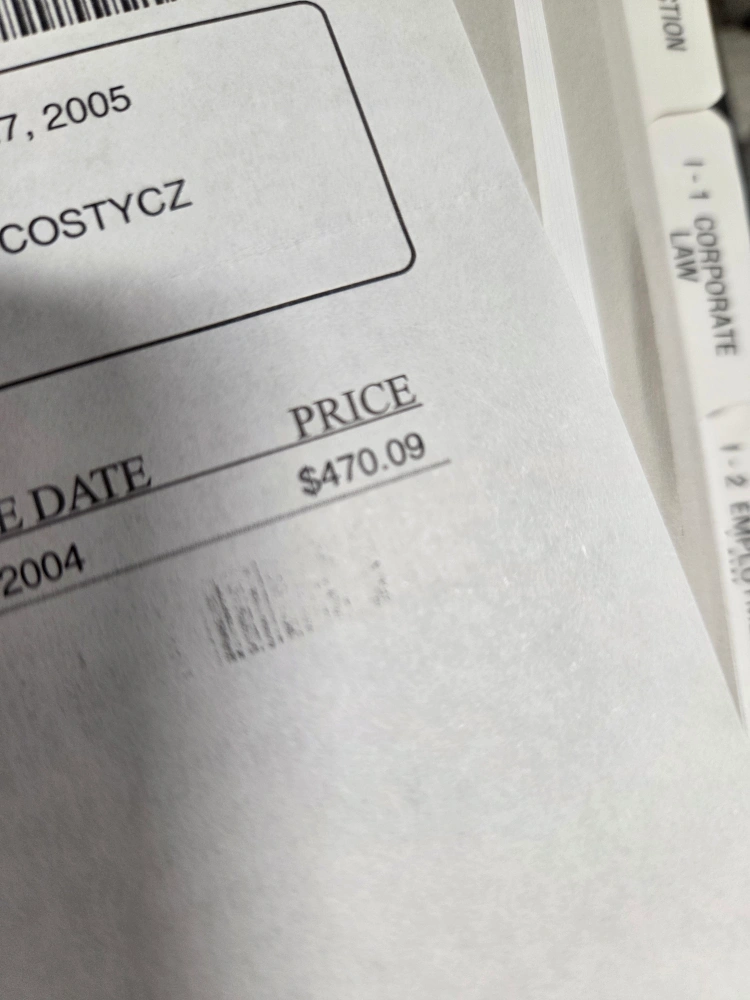 7, 2005
COSTYCZ
E DATE PRICE
2004 $470.09
CTION
1-1 CORPORATE
LAW
1-2